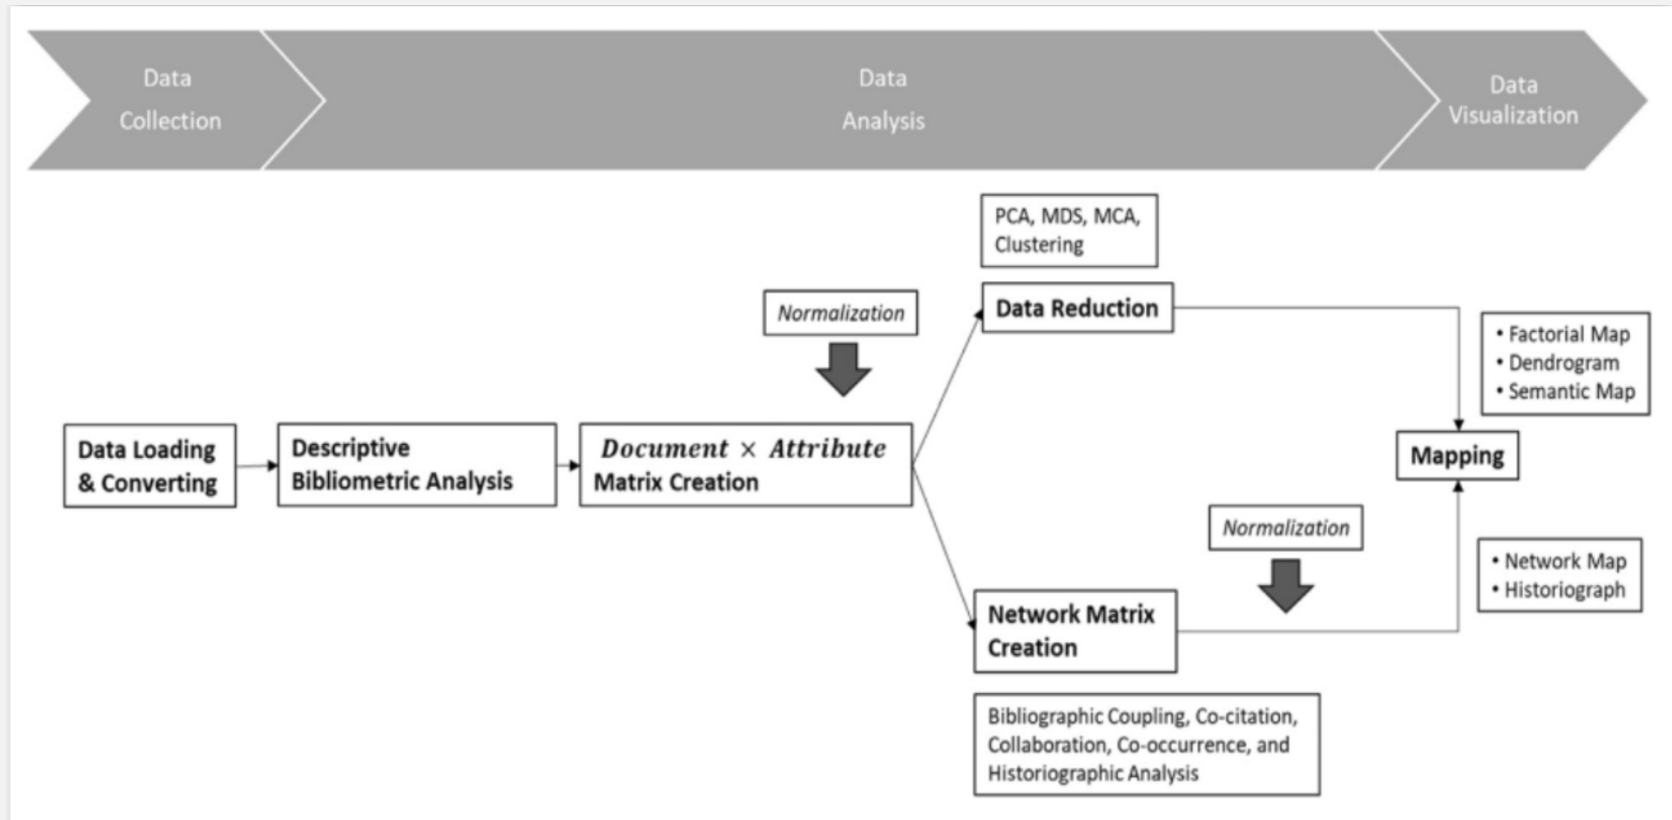 Data
Collection
Data
Analysis
Data
Visualization
PCA, MDS, MCA,
Clustering
Normalization
Data Reduction
• Factorial Map
• Dendrogram
• Semantic Map
Data Loading
& Converting
Descriptive
Bibliometric Analysis
Document × Attribute
Matrix Creation
Mapping
Normalization
• Network Map
• Historiograph
Network Matrix
Creation
Bibliographic Coupling, Co-citation,
Collaboration, Co-occurrence, and
Historiographic Analysis